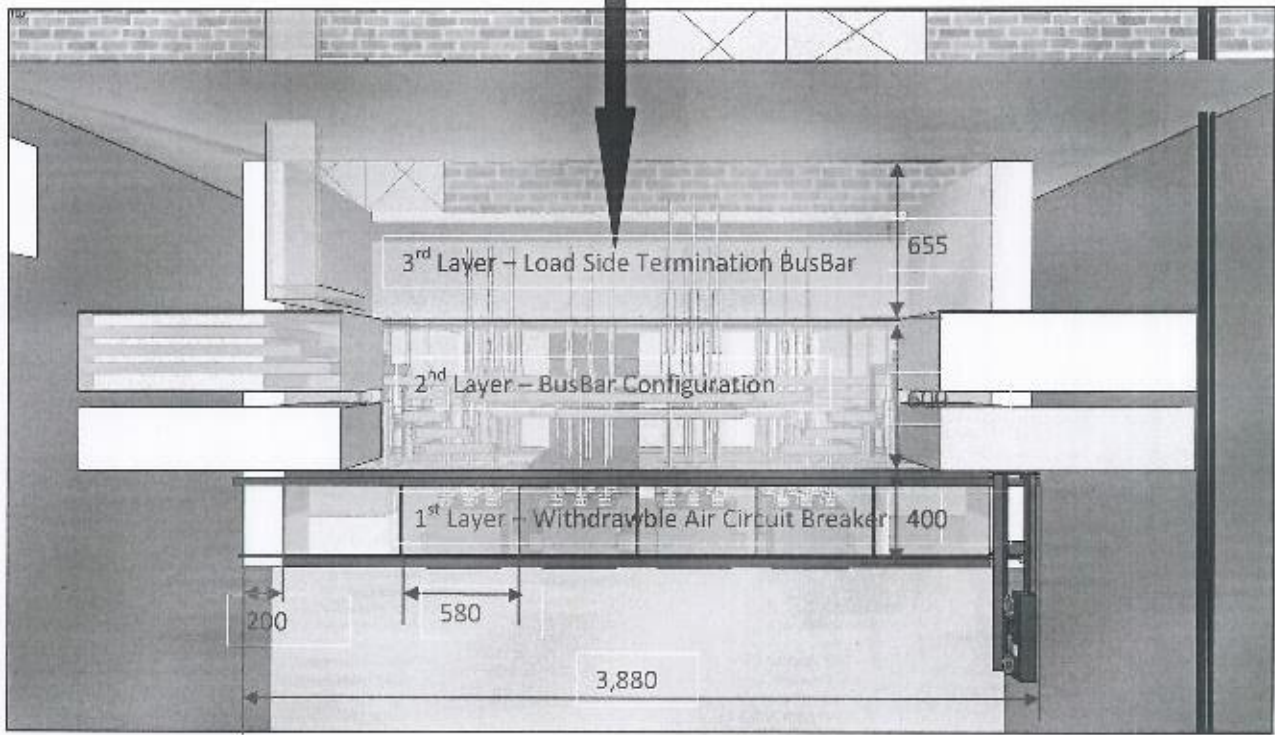 655
3rd Layer – Load Side Termination BusBar
2nd Layer – BusBar Configuration
600
1st Layer – Withdrawble Air Circuit Breaker
400
200
580
3,880